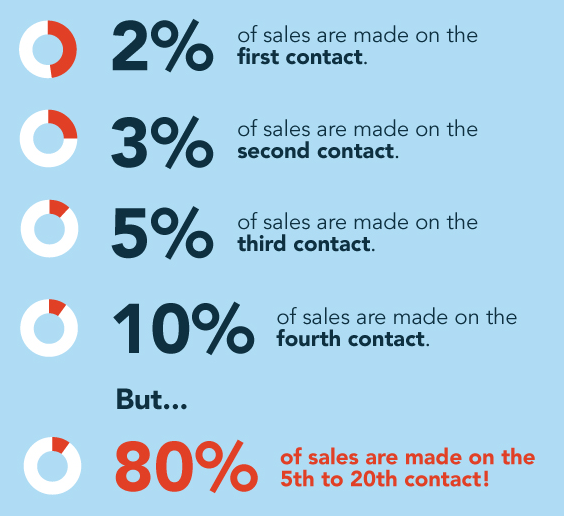 2% of sales are made on the
first contact.
3% of sales are made on the
second contact.
5% of sales are made on the
third contact.
10% of sales are made on the
fourth contact.
But...
80% of sales are made on the
5th to 20th contact!